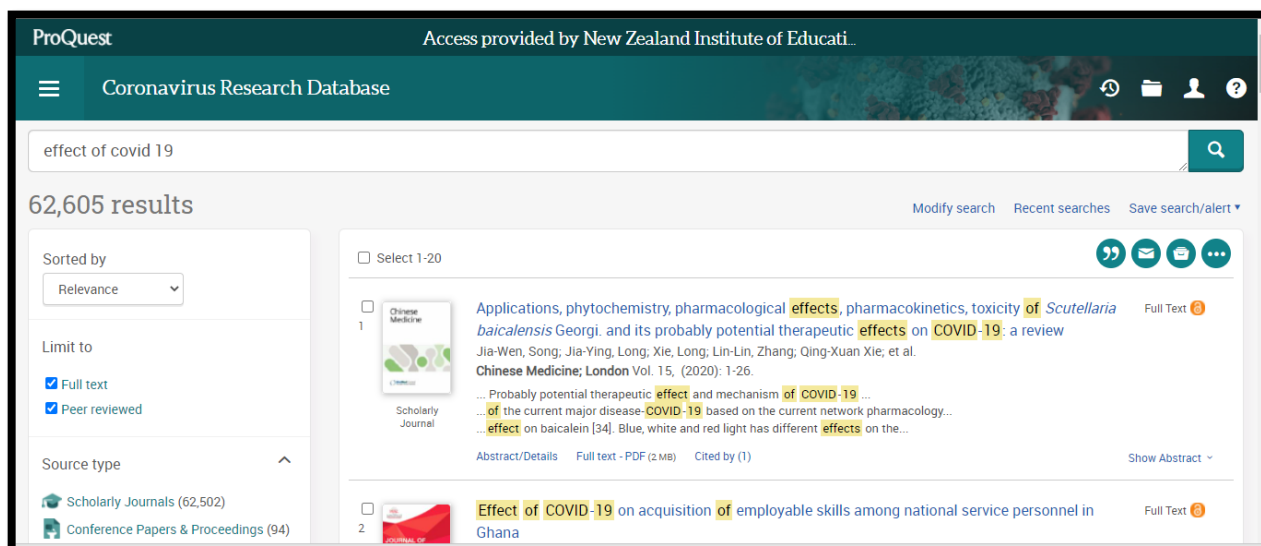 ProQuest
Access provided by New Zealand Institute of Educati...
Coronavirus Research Database
effect of covid 19
62,605 results
Modify search Recent searches Save search/alert
Sorted by
Relevance
Limit to
Full text
Peer reviewed
Source type
Scholarly Journals (62,502)
Conference Papers & Proceedings (94)
Select 1-20
1
Chinese
Medicine
Scholarly
Journal
Applications, phytochemistry, pharmacological effects, pharmacokinetics, toxicity of Scutellaria
baicalensis Georgi. and its probably potential therapeutic effects on COVID-19: a review
Full Text
Jia-Wen, Song; Jia-Ying, Long; Xie, Long; Lin-Lin, Zhang; Qing-Xuan Xie; et al.
Chinese Medicine; London Vol. 15, (2020): 1-26.
... Probably potential therapeutic effect and mechanism of COVID-19 ...
...of the current major disease-COVID-19 based on the current network pharmacology...
...effect on baicalein [34]. Blue, white and red light has different effects on the...
Abstract/Details Full text - PDF (2 MB) Cited by (1)
Show Abstract
2
JOURNAL OF
Effect of COVID-19 on acquisition of employable skills among national service personnel in
Ghana
Full Text